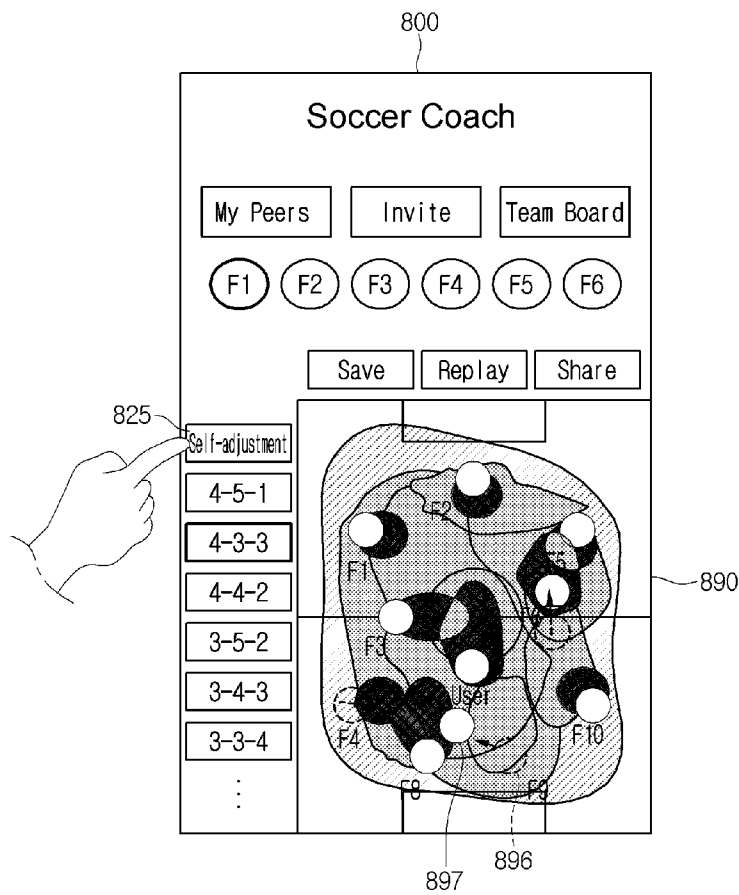 800
Soccer Coach
My Peers Invite Team Board
F1 F2 F3 F4 F5 F6
Save Replay Share
825
Self-adjustment
4-5-1
4-3-3
4-4-2
3-5-2
3-4-3
3-3-4
F2
F1
F5
890
F3
User
F4
F10
F8
F9
897
896